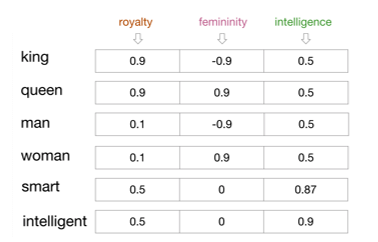 royalty femininity intelligence
king 0.9 -0.9 0.5
queen 0.9 0.9 0.5
man 0.1 -0.9 0.5
woman 0.1 0.9 0.5
smart 0.5 0 0.87
intelligent 0.5 0 0.9